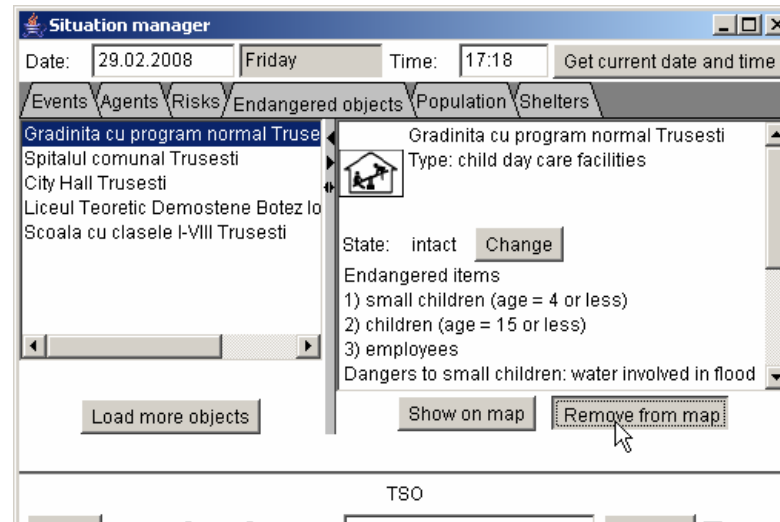 Situation manager
Date: 29.02.2008 Friday Time: 17:18 Get current date and time
Events Agents Risks Endangered objects Population Shelters
Gradinita cu program normal Truse
Spitalul comunal Trusesti
City Hall Trusesti
Liceul Teoretic Demostene Botez lo
Scoala cu clasele I-VIII Trusesti
Load more objects
Gradinita cu program normal Trusesti
Type: child day care facilities
State: intact Change
Endangered items
1) small children (age = 4 or less)
2) children (age = 15 or less)
3) employees
Dangers to small children: water involved in flood
Show on map Remove from map
TSO